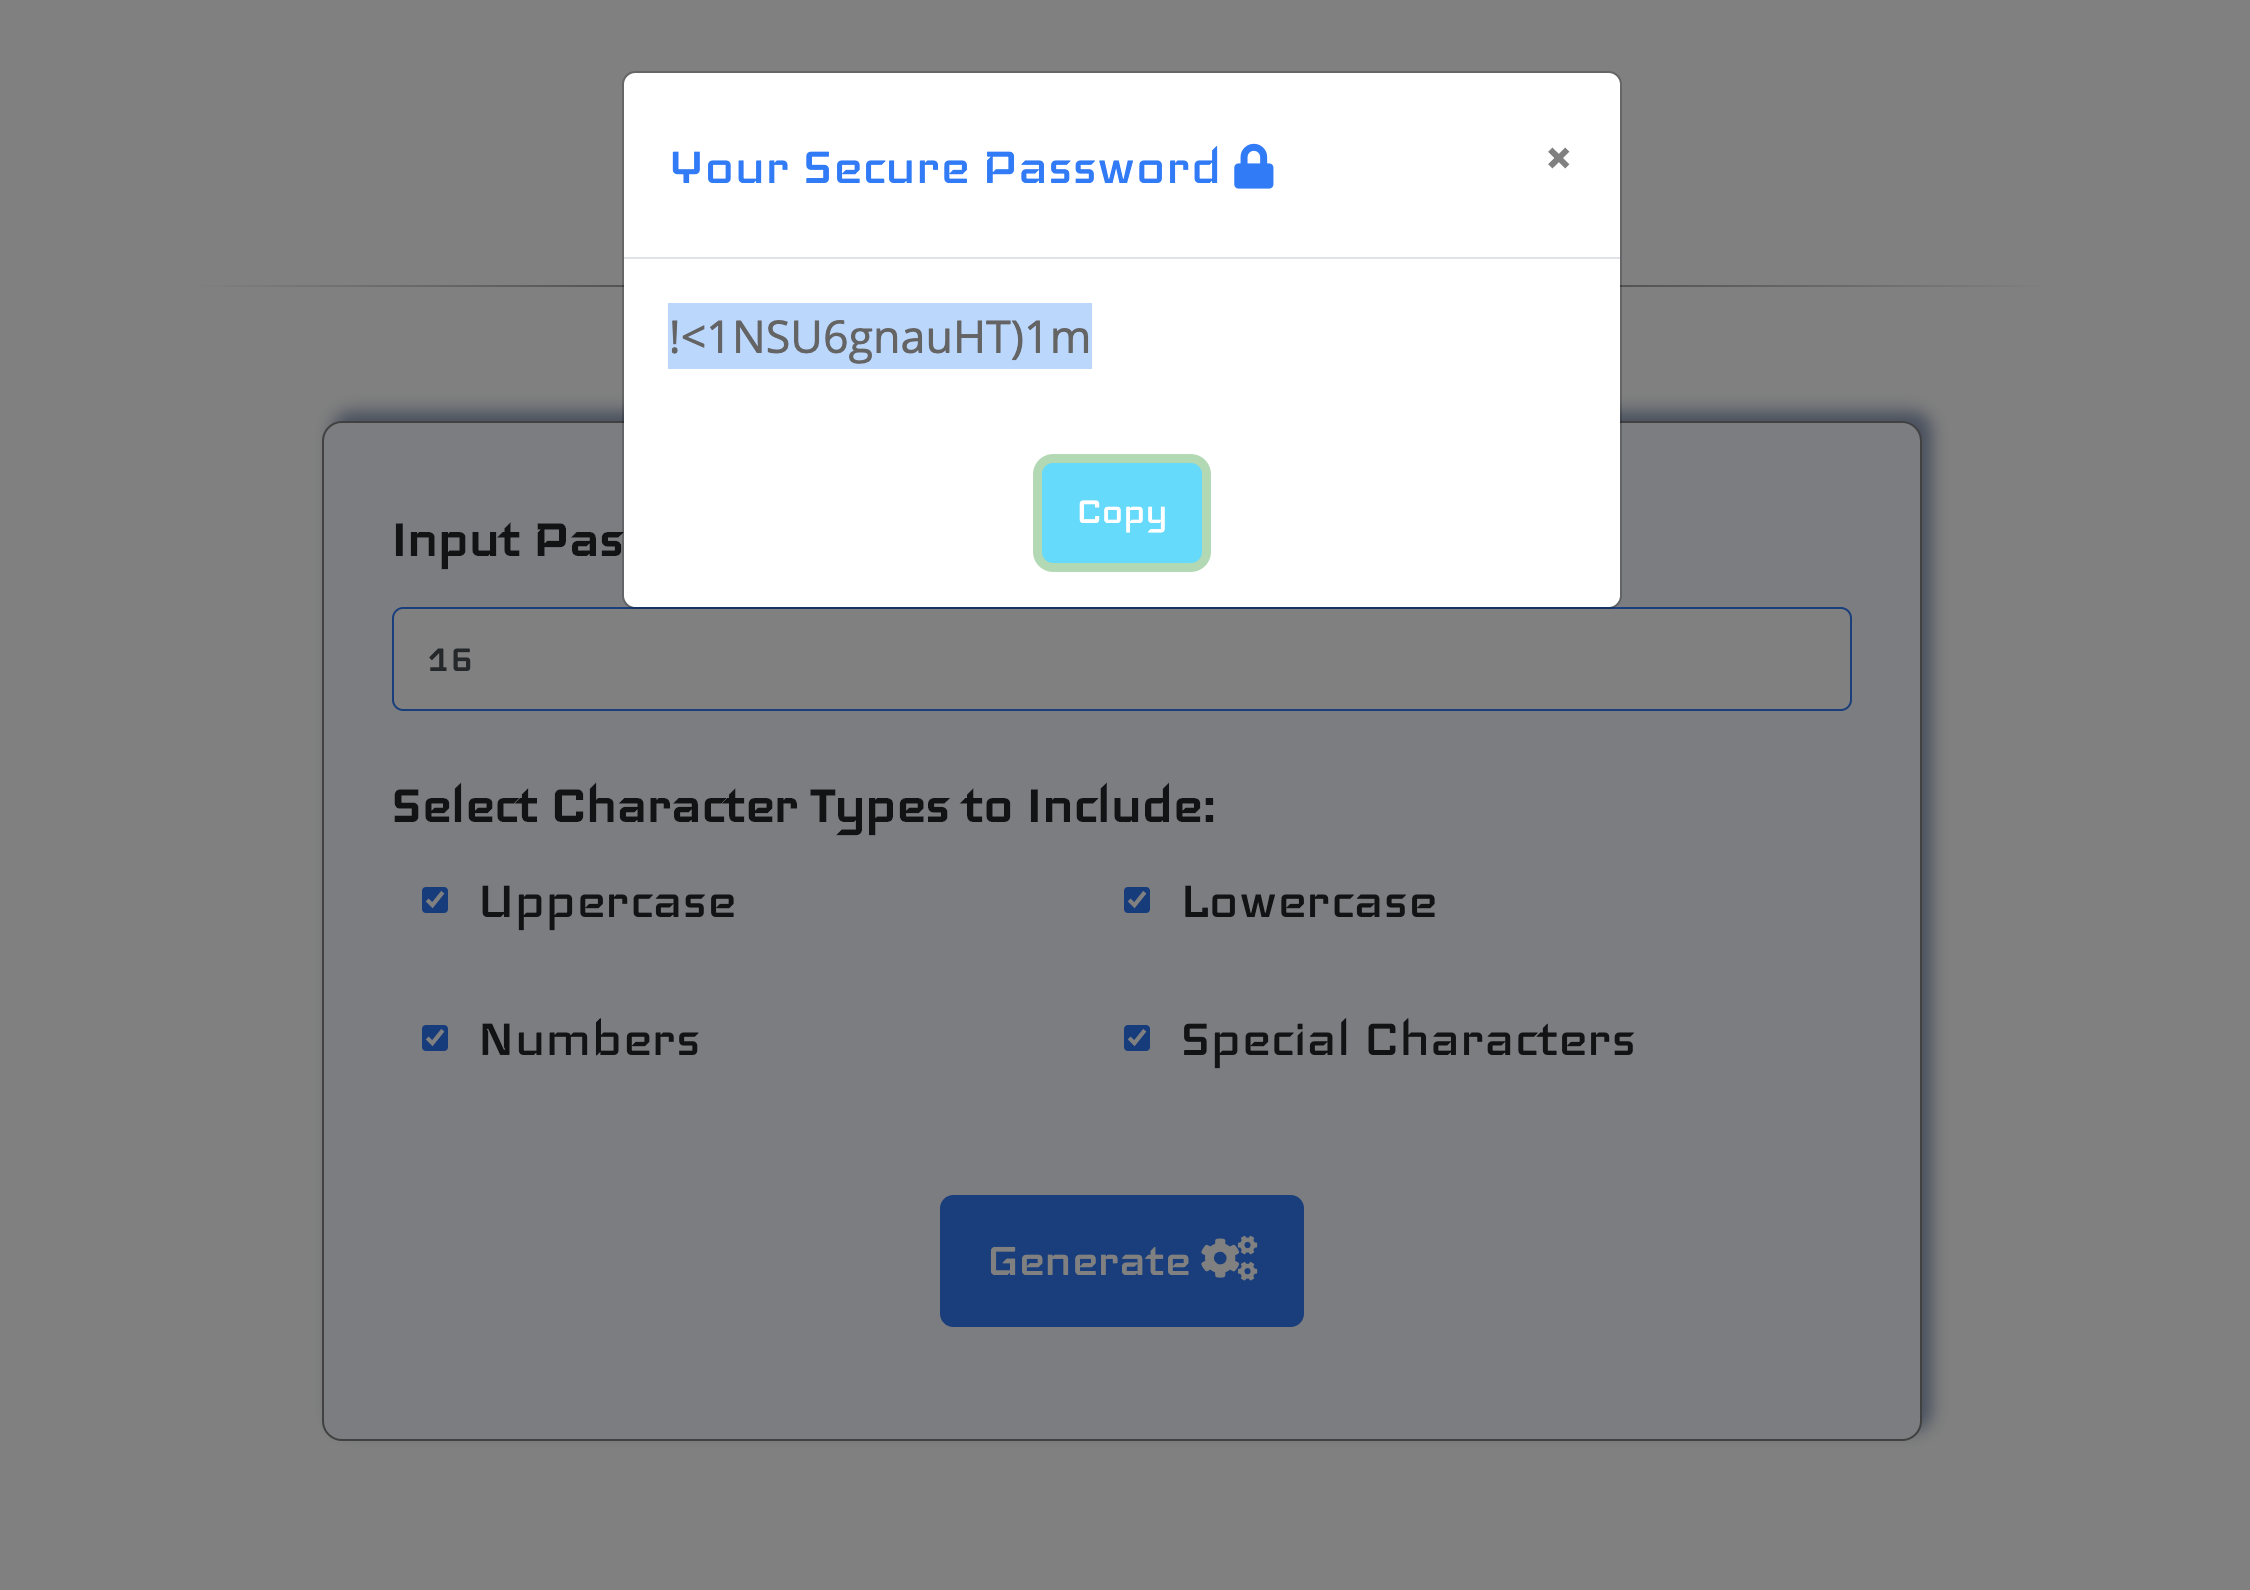 Your Secure Password
!<1NSU6gnauHT)1m
Copy
Input Pas
16
Select Character Types to Include:
Uppercase
Lowercase
Numbers
Special Characters
Generate